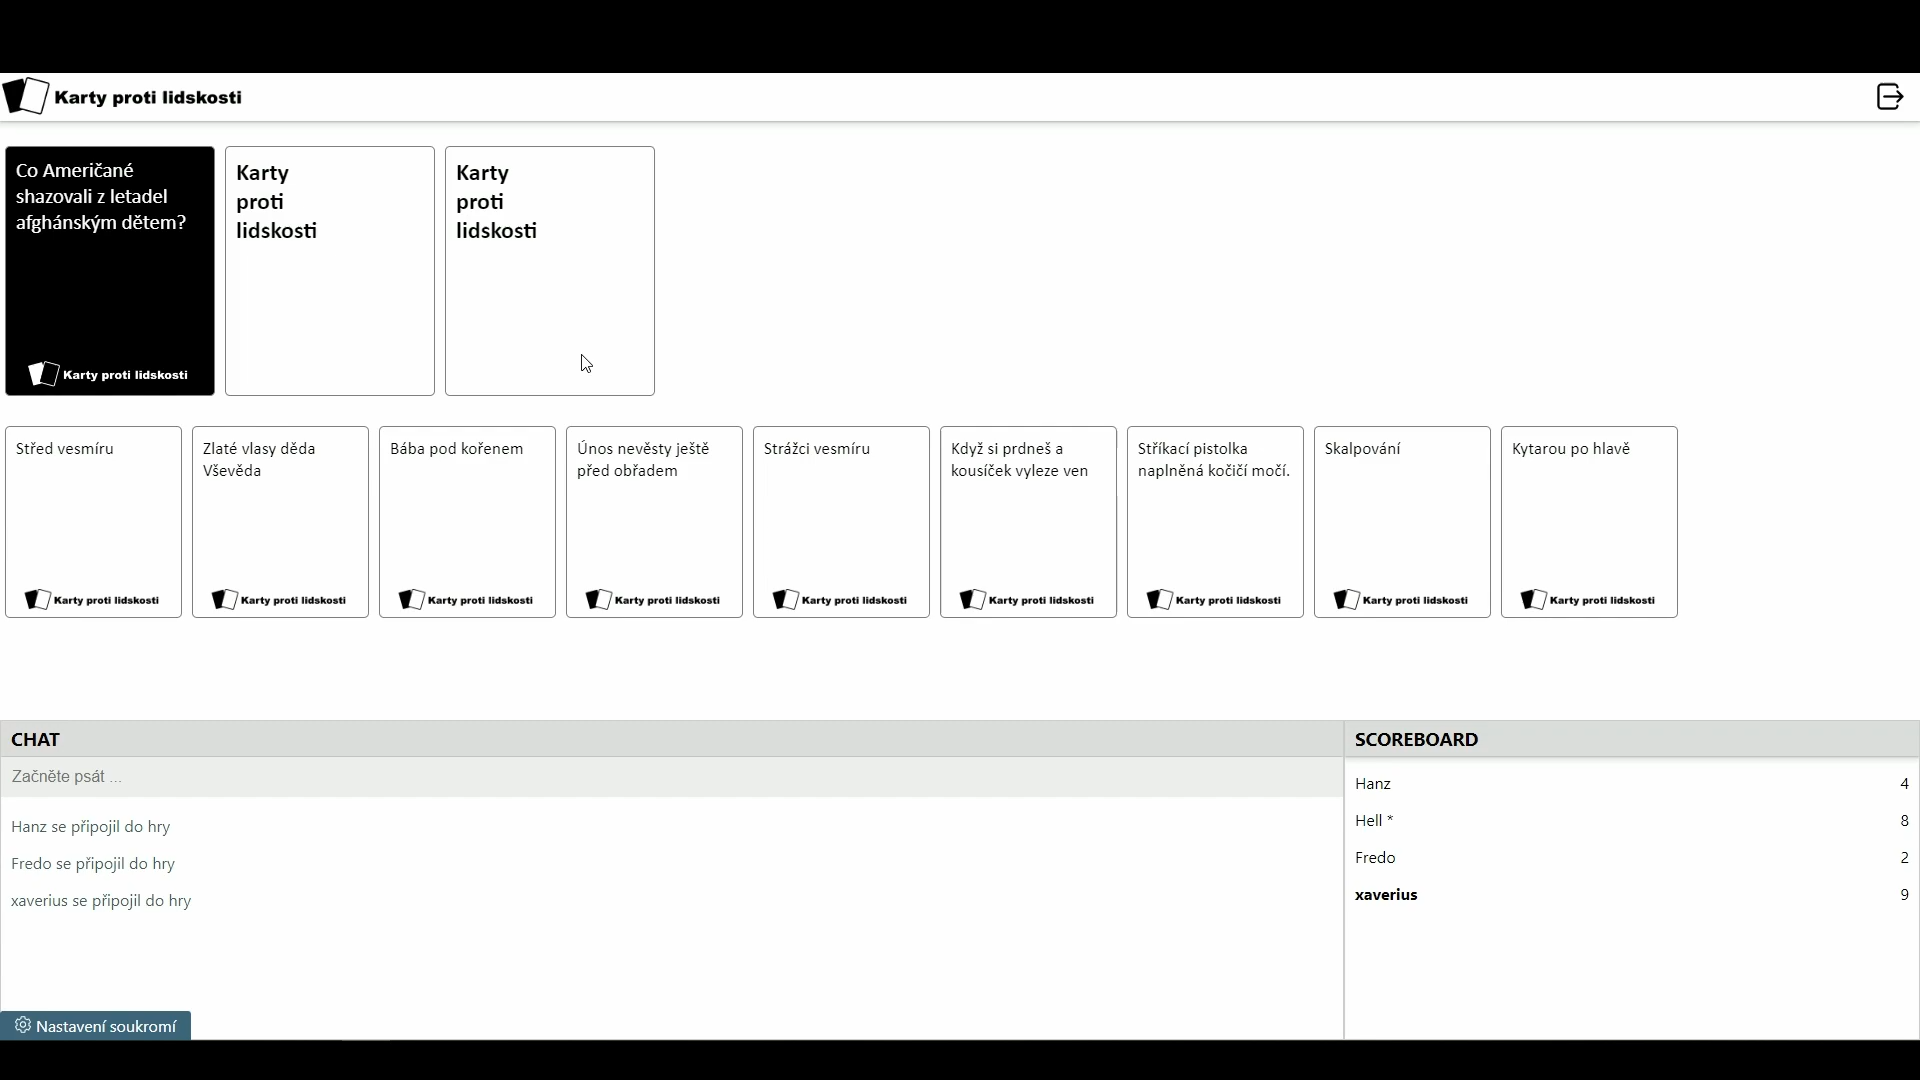 Karty proti lidskosti
Co Američané
shazovali z letadel
afghánským dětem?
Karty proti lidskosti
Karty
proti
lidskosti
Karty
proti
lidskosti
Střed vesmíru
Karty proti lidskosti
Zlaté vlasy děda
Vševěda
Karty proti lidskosti
Bába pod kořenem
Karty proti lidskosti
Únos nevěsty ještě
před obřadem
Karty proti lidskosti
Strážci vesmíru
Karty proti lidskosti
Když si prdneš a
kousíček vyleze ven
Karty proti lidskosti
Stříkací pistolka
naplněná kočičí močí.
Karty proti lidskosti
Skalpování
Karty proti lidskosti
Kytarou po hlavě
Karty proti lidskosti
CHAT
Začněte psát ...
Hanz se připojil do hry
Fredo se připojil do hry
xaverius se připojil do hry
Nastavení soukromí
SCOREBOARD
Hanz 4
Hell * 8
Fredo 2
xaverius 9